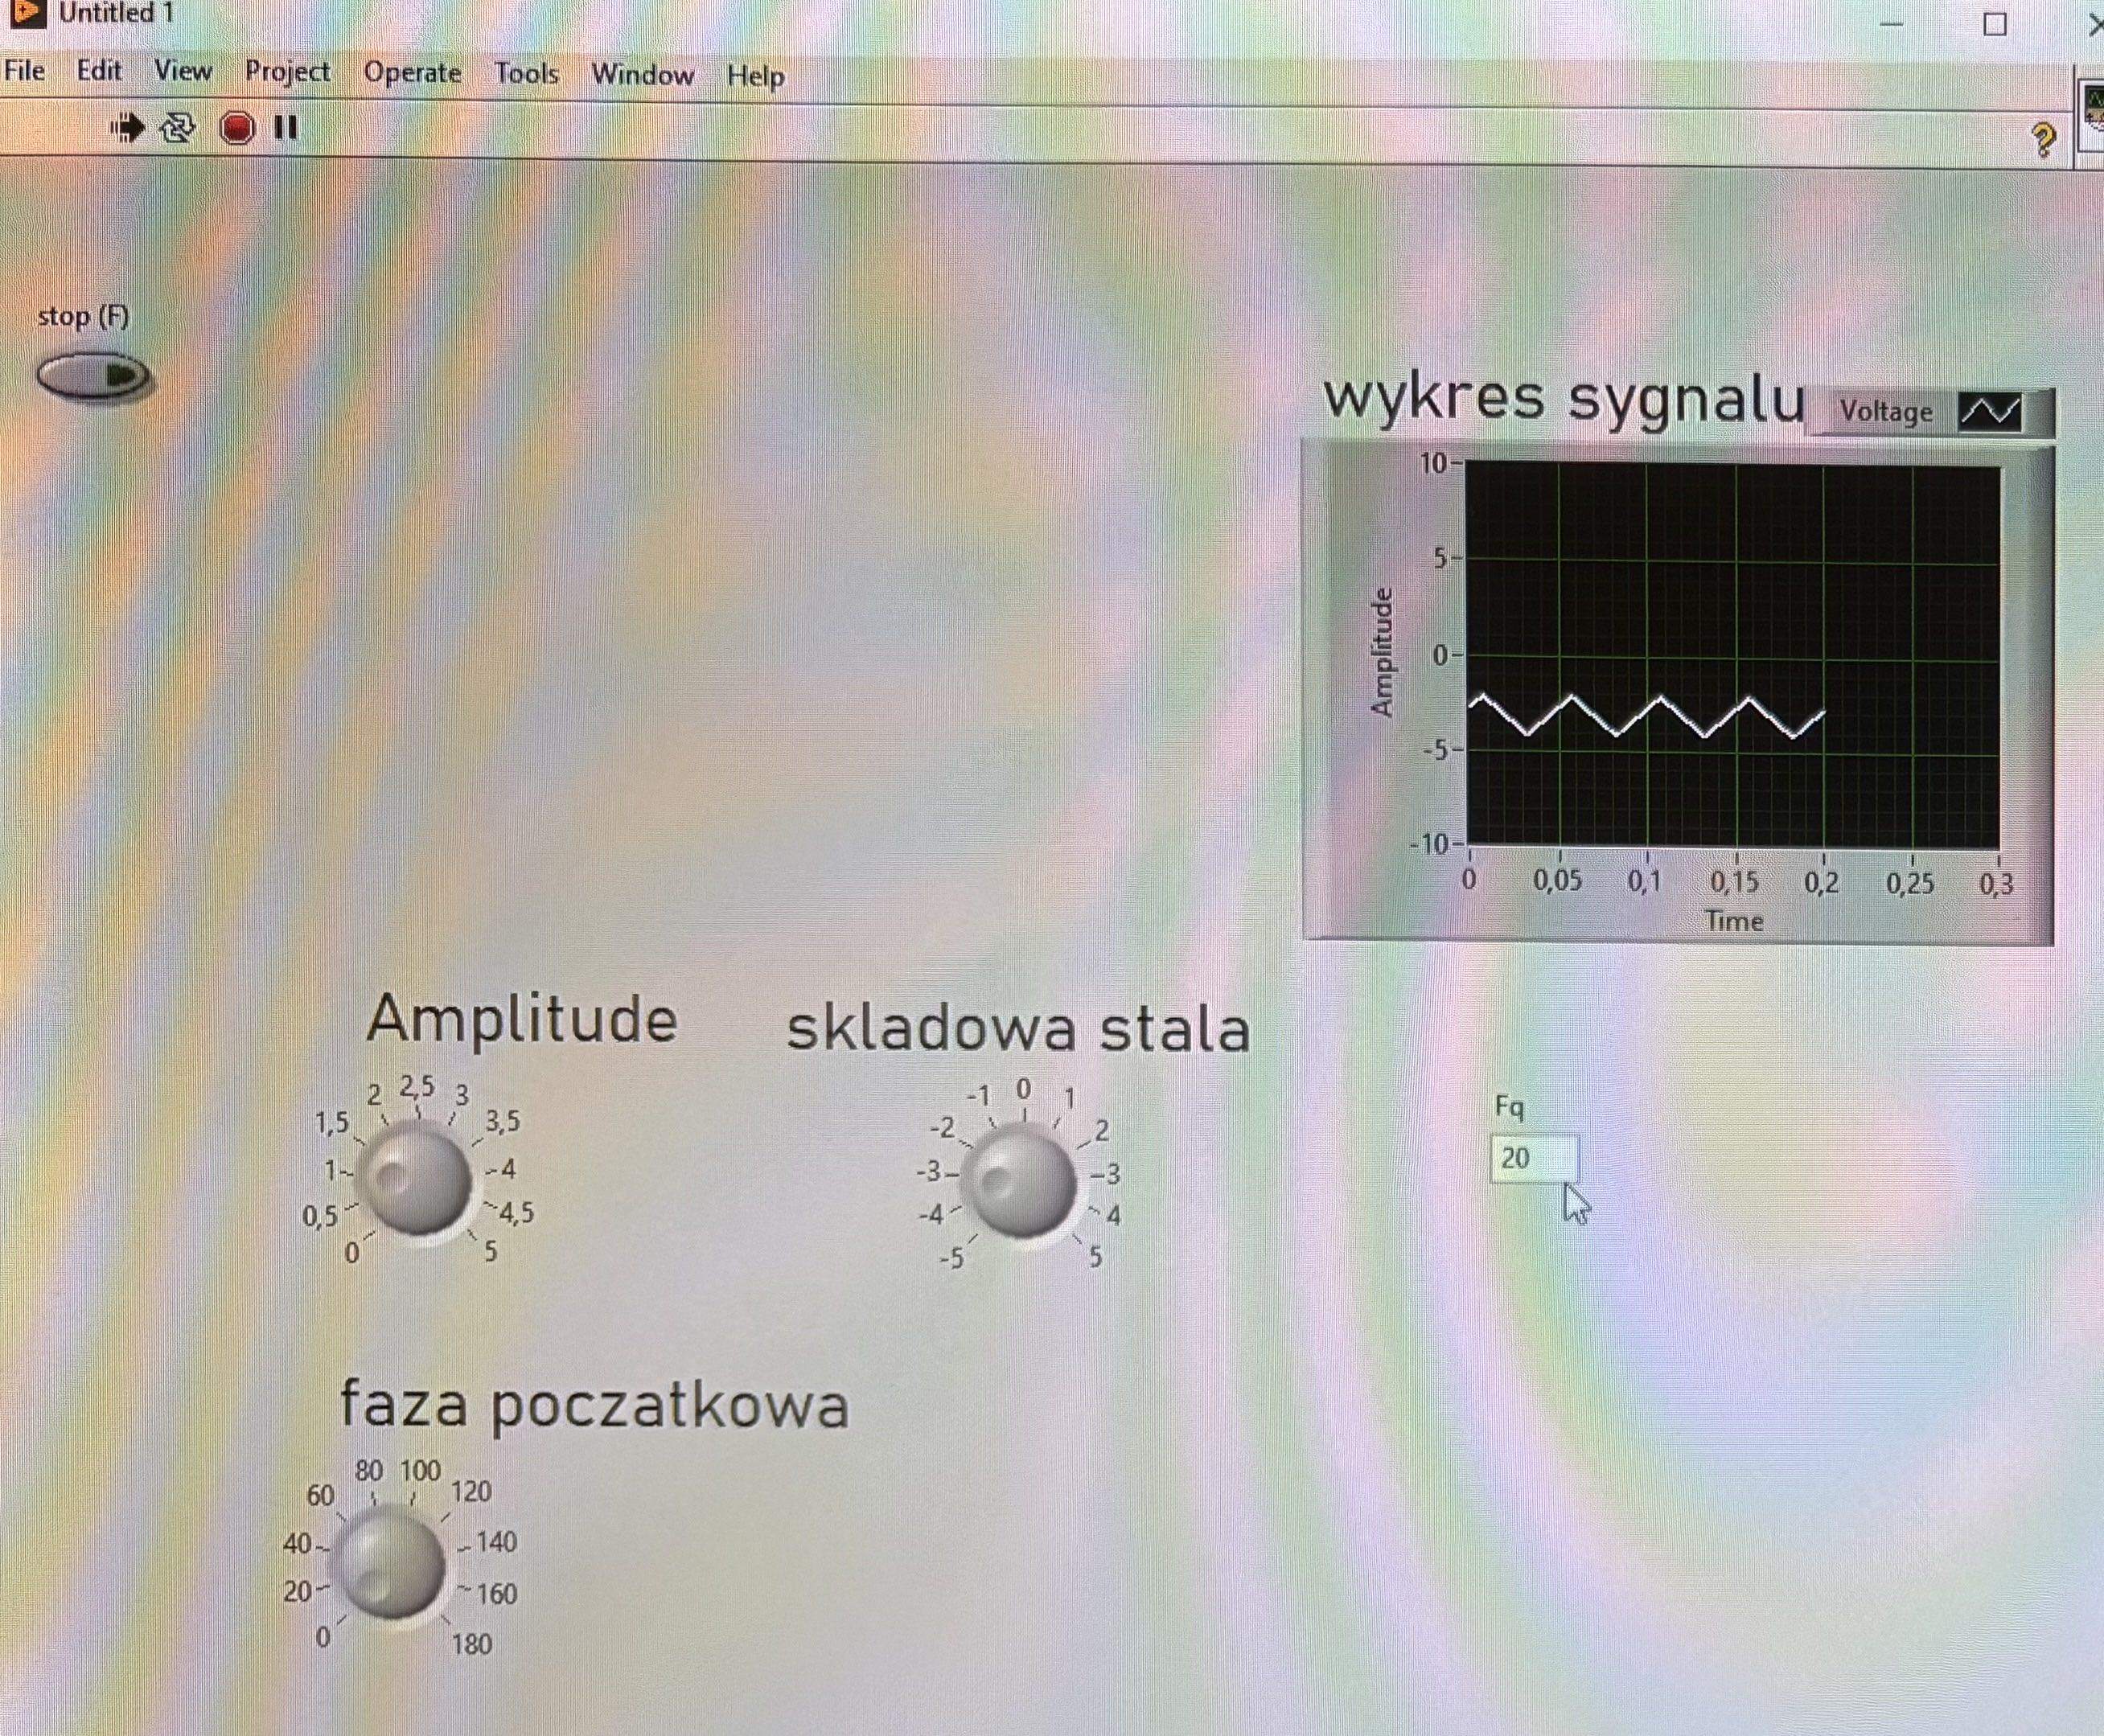 Untitled 1
File Edit View Project Operate Tools Window Help
?
stop (F)
wykres sygnalu
Voltage
10
5
0
-5
-10
Amplitude
0 0,05 0,1 0,15 0,2 0,25 0,3
Time
Amplitude
0 0,5 1 1,5 2 2,5 3 3,5 4 4,5 5
skladowa stala
-5 -4 -3 -2 -1 0 1 2 3 4 5
Fq
20
faza poczatkowa
0 20 40 60 80 100 120 140 160 180